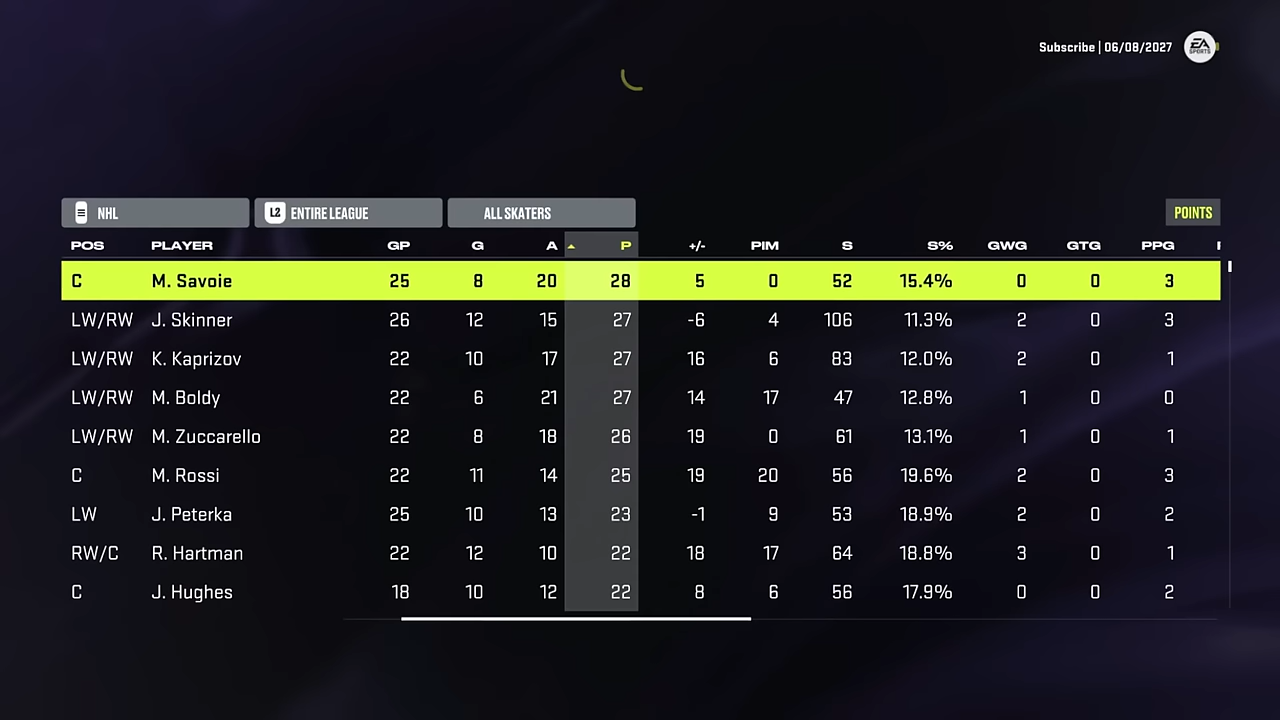 Subscribe | 06/08/2027
EA SPORTS
NHL L2 ENTIRE LEAGUE ALL SKATERS POINTS
POS PLAYER GP G A P +/- PIM S S% GWG GTG PPG
C M. Savoie 25 8 20 28 5 0 52 15.4% 0 0 3
LW/RW J. Skinner 26 12 15 27 -6 4 106 11.3% 2 0 3
LW/RW K. Kaprizov 22 10 17 27 16 6 83 12.0% 2 0 1
LW/RW M. Boldy 22 6 21 27 14 17 47 12.8% 1 0 0
LW/RW M. Zuccarello 22 8 18 26 19 0 61 13.1% 1 0 1
C M. Rossi 22 11 14 25 19 20 56 19.6% 2 0 3
LW J. Peterka 25 10 13 23 -1 9 53 18.9% 2 0 2
RW/C R. Hartman 22 12 10 22 18 17 64 18.8% 3 0 1
C J. Hughes 18 10 12 22 8 6 56 17.9% 0 0 2